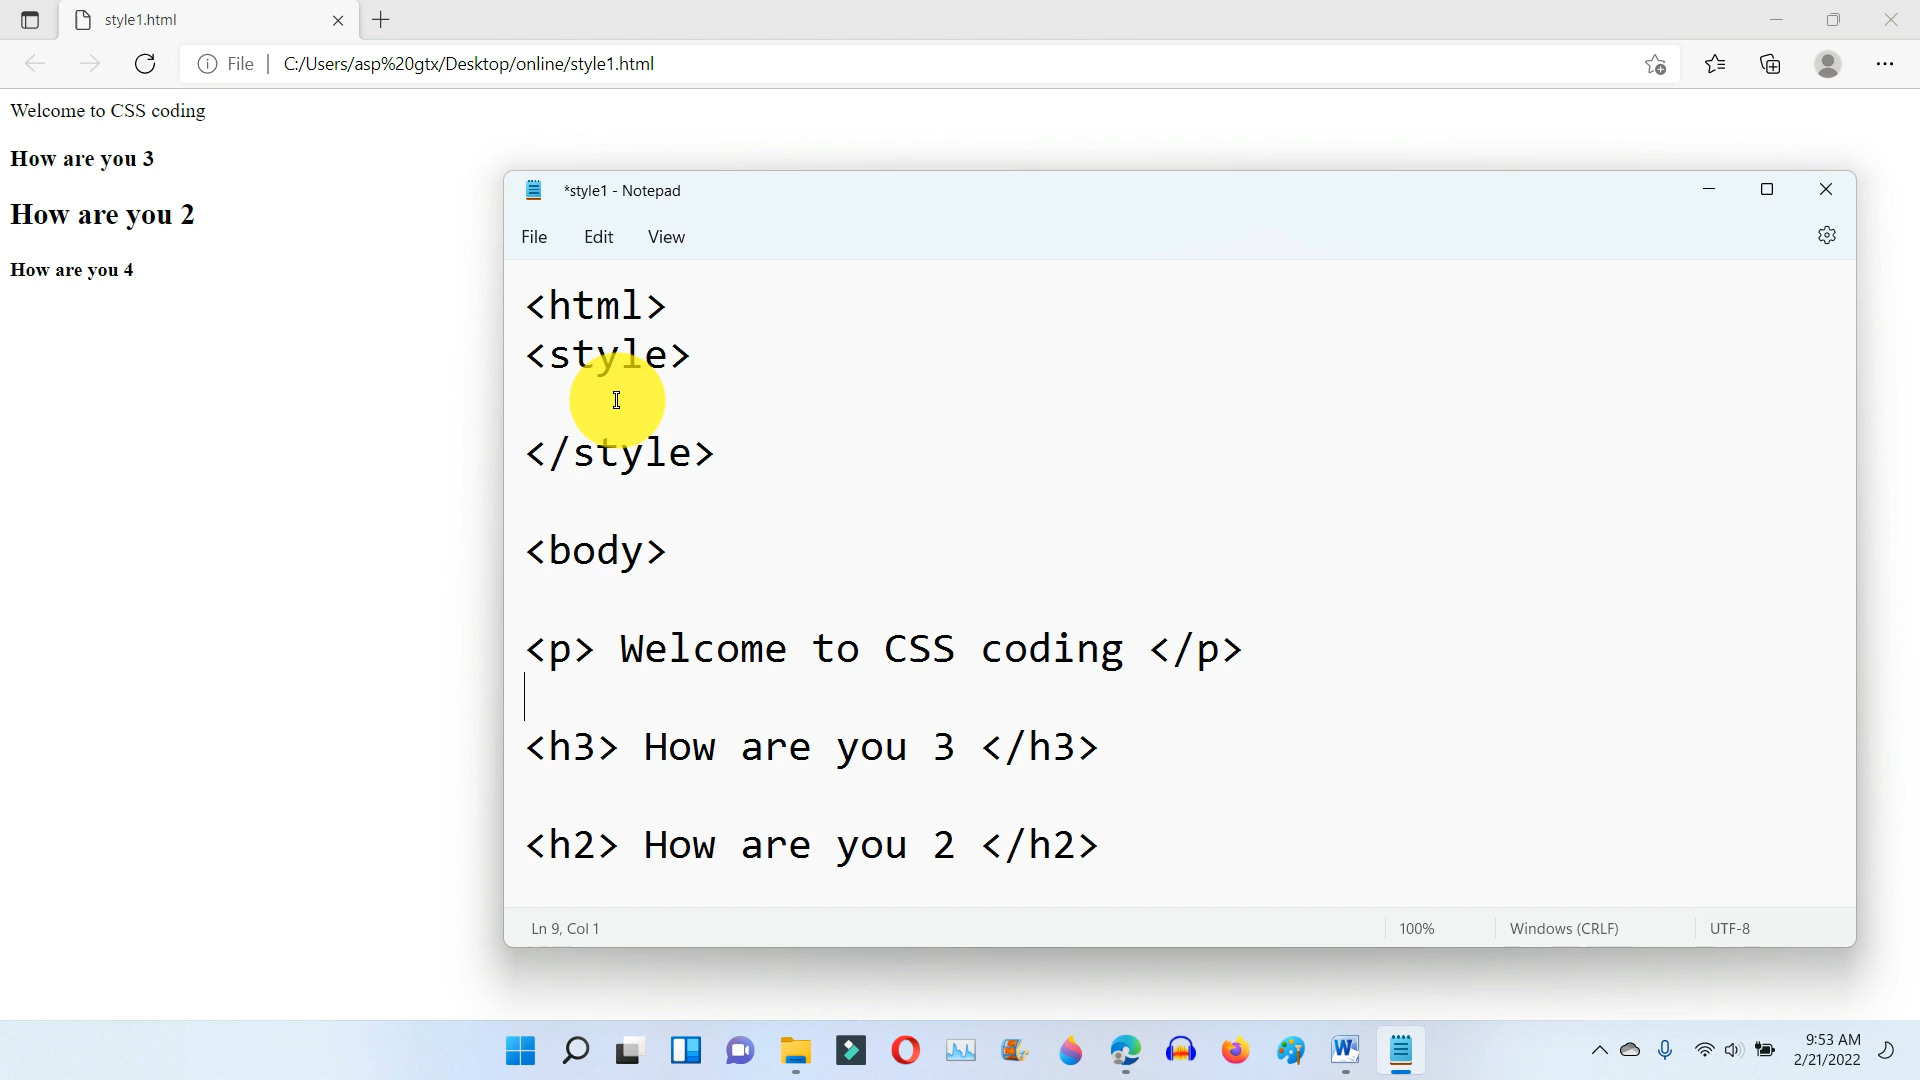 style1.html
File
C:/Users/asp%20gtx/Desktop/online/style1.html
Welcome to CSS coding
How are you 3
How are you 2
How are you 4
*style1 - Notepad
File Edit View
<html>
<style>
</style>
<body>
<p> Welcome to CSS coding </p>
<h3> How are you 3 </h3>
<h2> How are you 2 </h2>
Ln 9, Col 1 100% Windows (CRLF) UTF-8
9:53 AM
2/21/2022